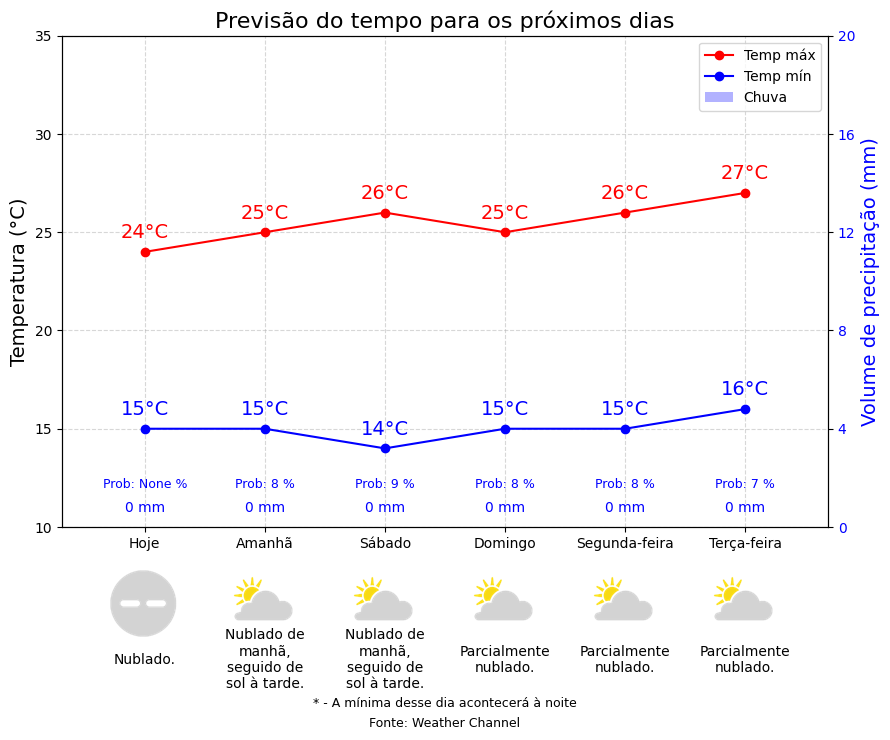 Previsão do tempo para os próximos dias
Temperatura (°C)
Volume de precipitação (mm)
35
30
25
20
15
10
20
16
12
8
4
0
Temp máx
Temp mín
Chuva
24°C
25°C
26°C
25°C
26°C
27°C
15°C
15°C
14°C
15°C
15°C
16°C
Prob: None %
Prob: 8 %
Prob: 9 %
Prob: 8 %
Prob: 8 %
Prob: 7 %
0 mm
0 mm
0 mm
0 mm
0 mm
0 mm
Hoje
Amanhã
Sábado
Domingo
Segunda-feira
Terça-feira
Nublado.
Nublado de
manhã,
seguido de
sol à tarde.
Nublado de
manhã,
seguido de
sol à tarde.
Parcialmente
nublado.
Parcialmente
nublado.
Parcialmente
nublado.
* - A mínima desse dia acontecerá à noite
Fonte: Weather Channel